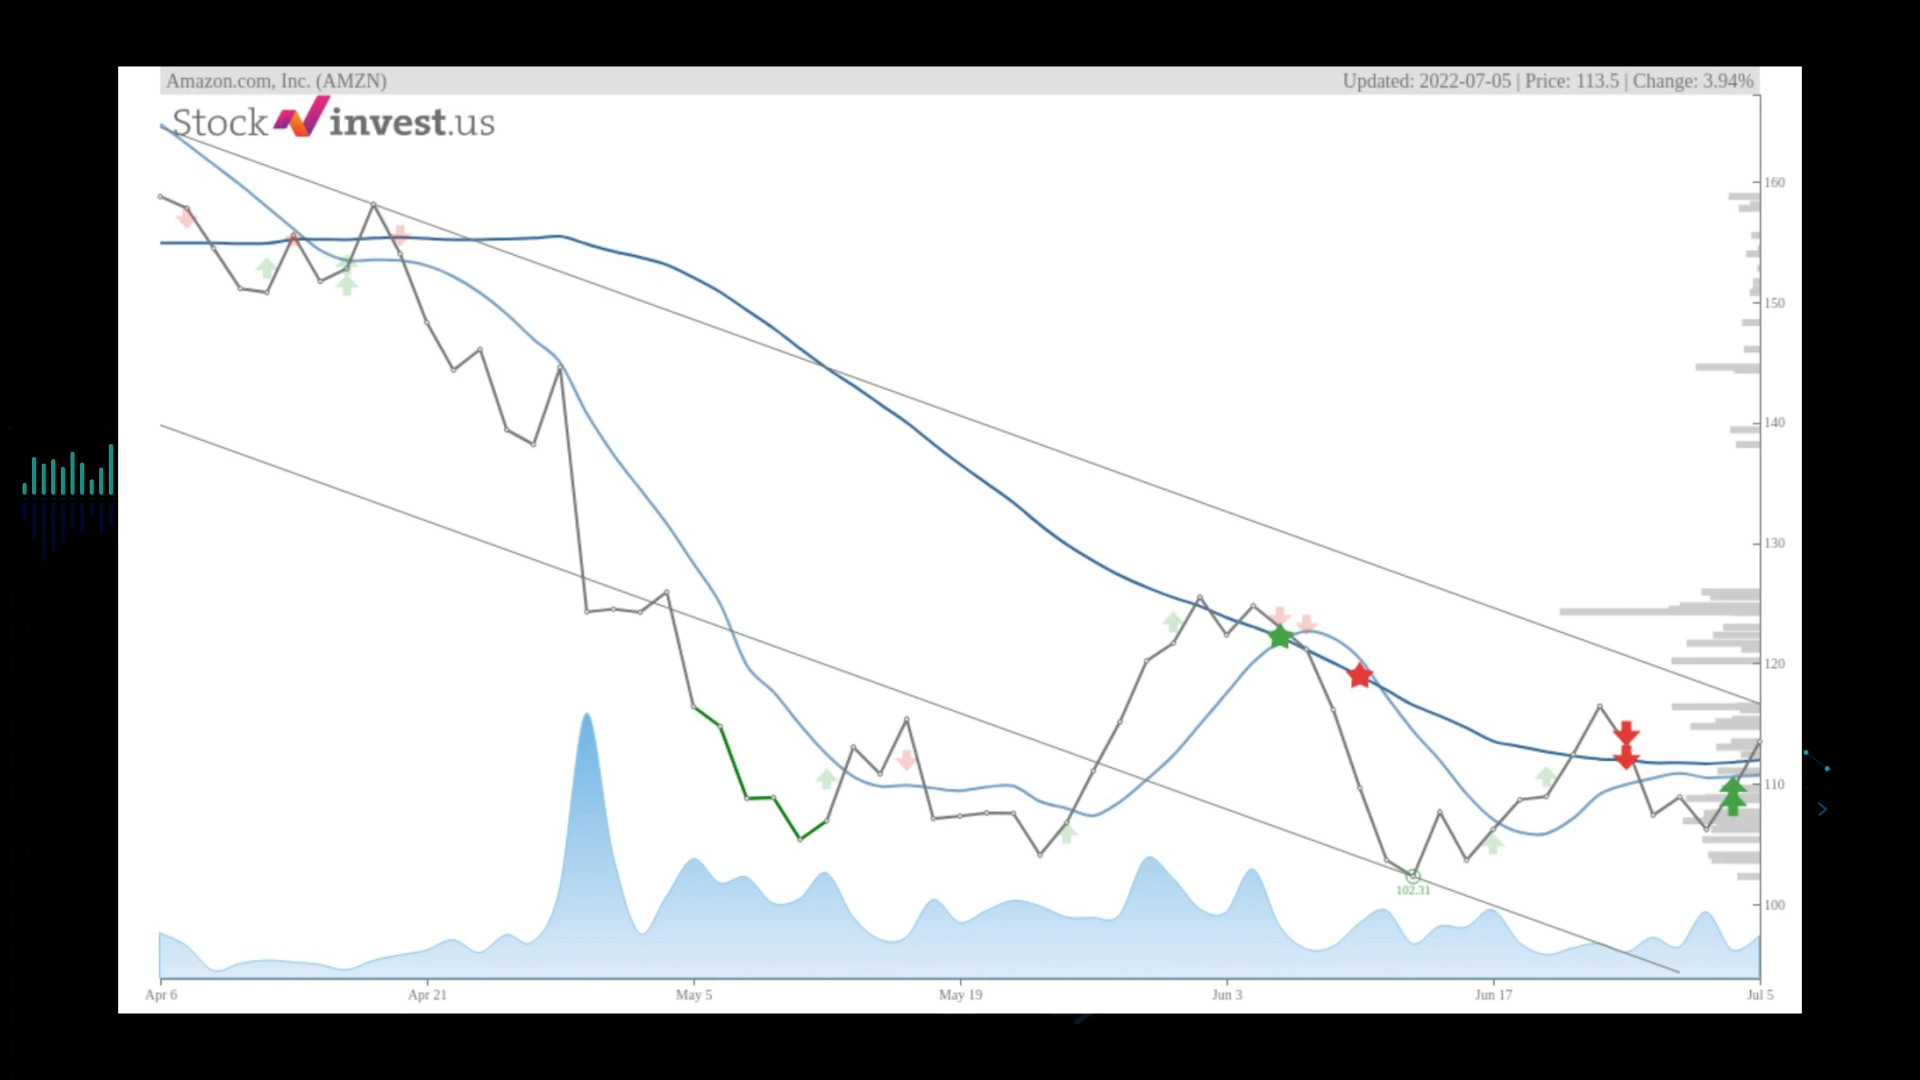 Amazon.com, Inc. (AMZN)
Updated: 2022-07-05 | Price: 113.5 | Change: 3.94%
Stock invest.us
160
150
140
130
120
110
100
102.31
Apr 6
Apr 21
May 5
May 19
Jun 3
Jun 17
Jul 5